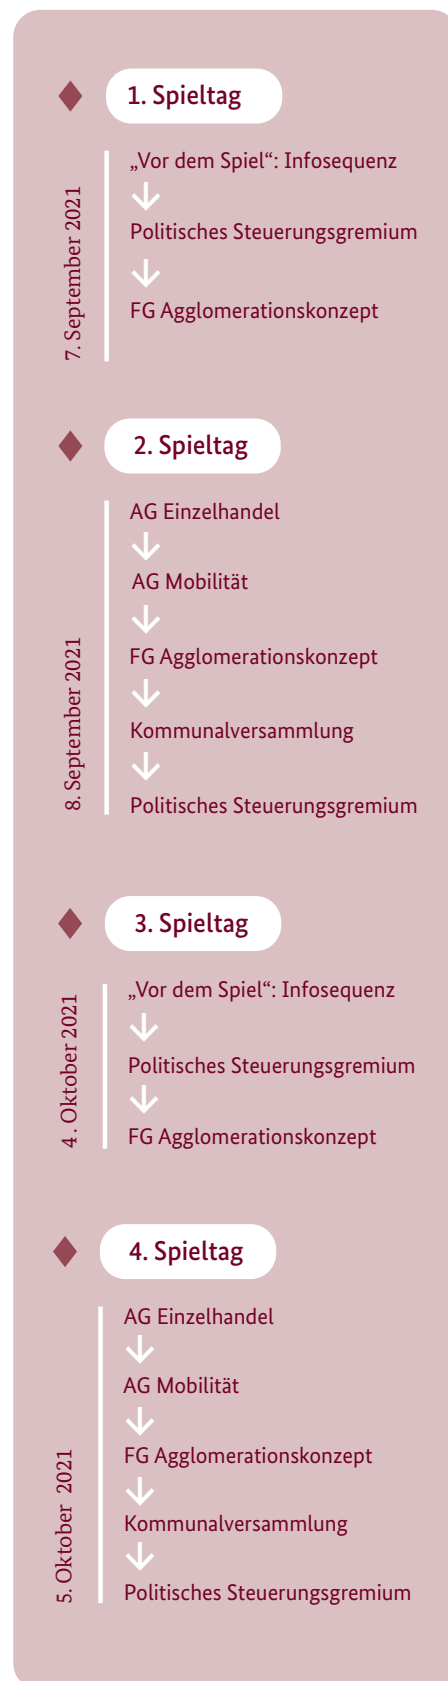 1. Spieltag
7. September 2021
„Vor dem Spiel“: Infosequenz
Politisches Steuerungsgremium
FG Agglomerationskonzept
2. Spieltag
8. September 2021
AG Einzelhandel
AG Mobilität
FG Agglomerationskonzept
Kommunalversammlung
Politisches Steuerungsgremium
3. Spieltag
4. Oktober 2021
„Vor dem Spiel“: Infosequenz
Politisches Steuerungsgremium
FG Agglomerationskonzept
4. Spieltag
5. Oktober 2021
AG Einzelhandel
AG Mobilität
FG Agglomerationskonzept
Kommunalversammlung
Politisches Steuerungsgremium